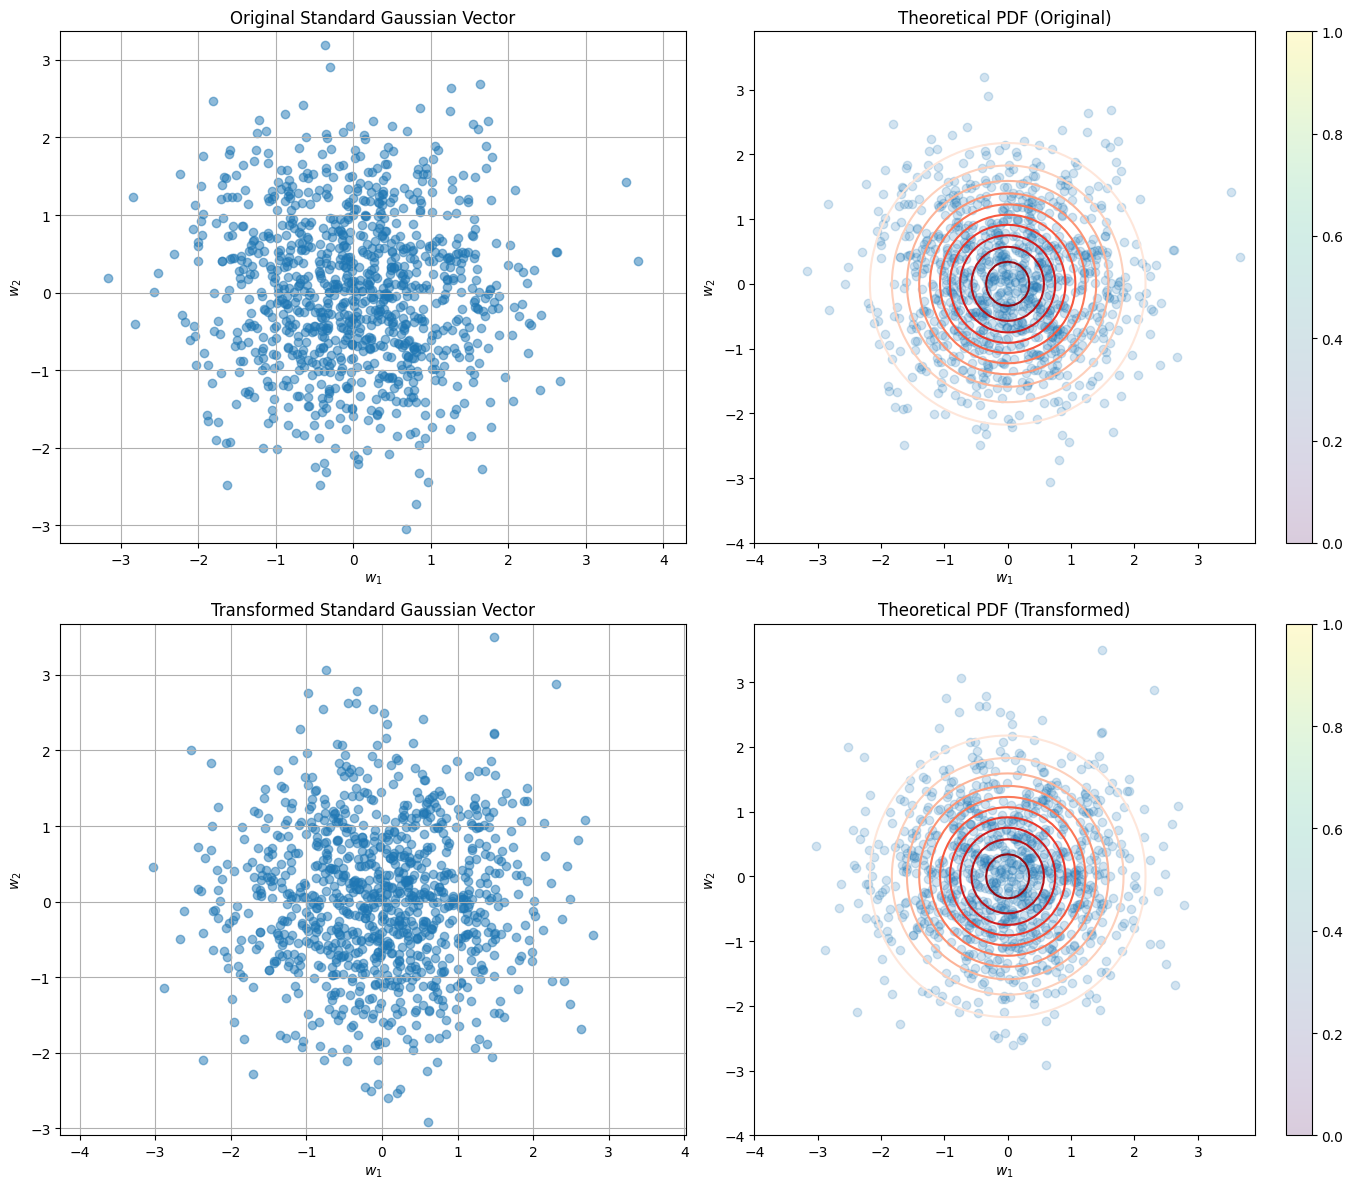 Original Standard Gaussian Vector
3
2
1
0
−1
−2
−3
w₂
−3 −2 −1 0 1 2 3 4
w₁
Theoretical PDF (Original)
3
2
1
0
−1
−2
−3
−4
w₂
−4 −3 −2 −1 0 1 2 3
w₁
1.0
0.8
0.6
0.4
0.2
0.0
Transformed Standard Gaussian Vector
3
2
1
0
−1
−2
−3
w₂
−4 −3 −2 −1 0 1 2 3 4
w₁
Theoretical PDF (Transformed)
3
2
1
0
−1
−2
−3
−4
w₂
−4 −3 −2 −1 0 1 2 3
w₁
1.0
0.8
0.6
0.4
0.2
0.0